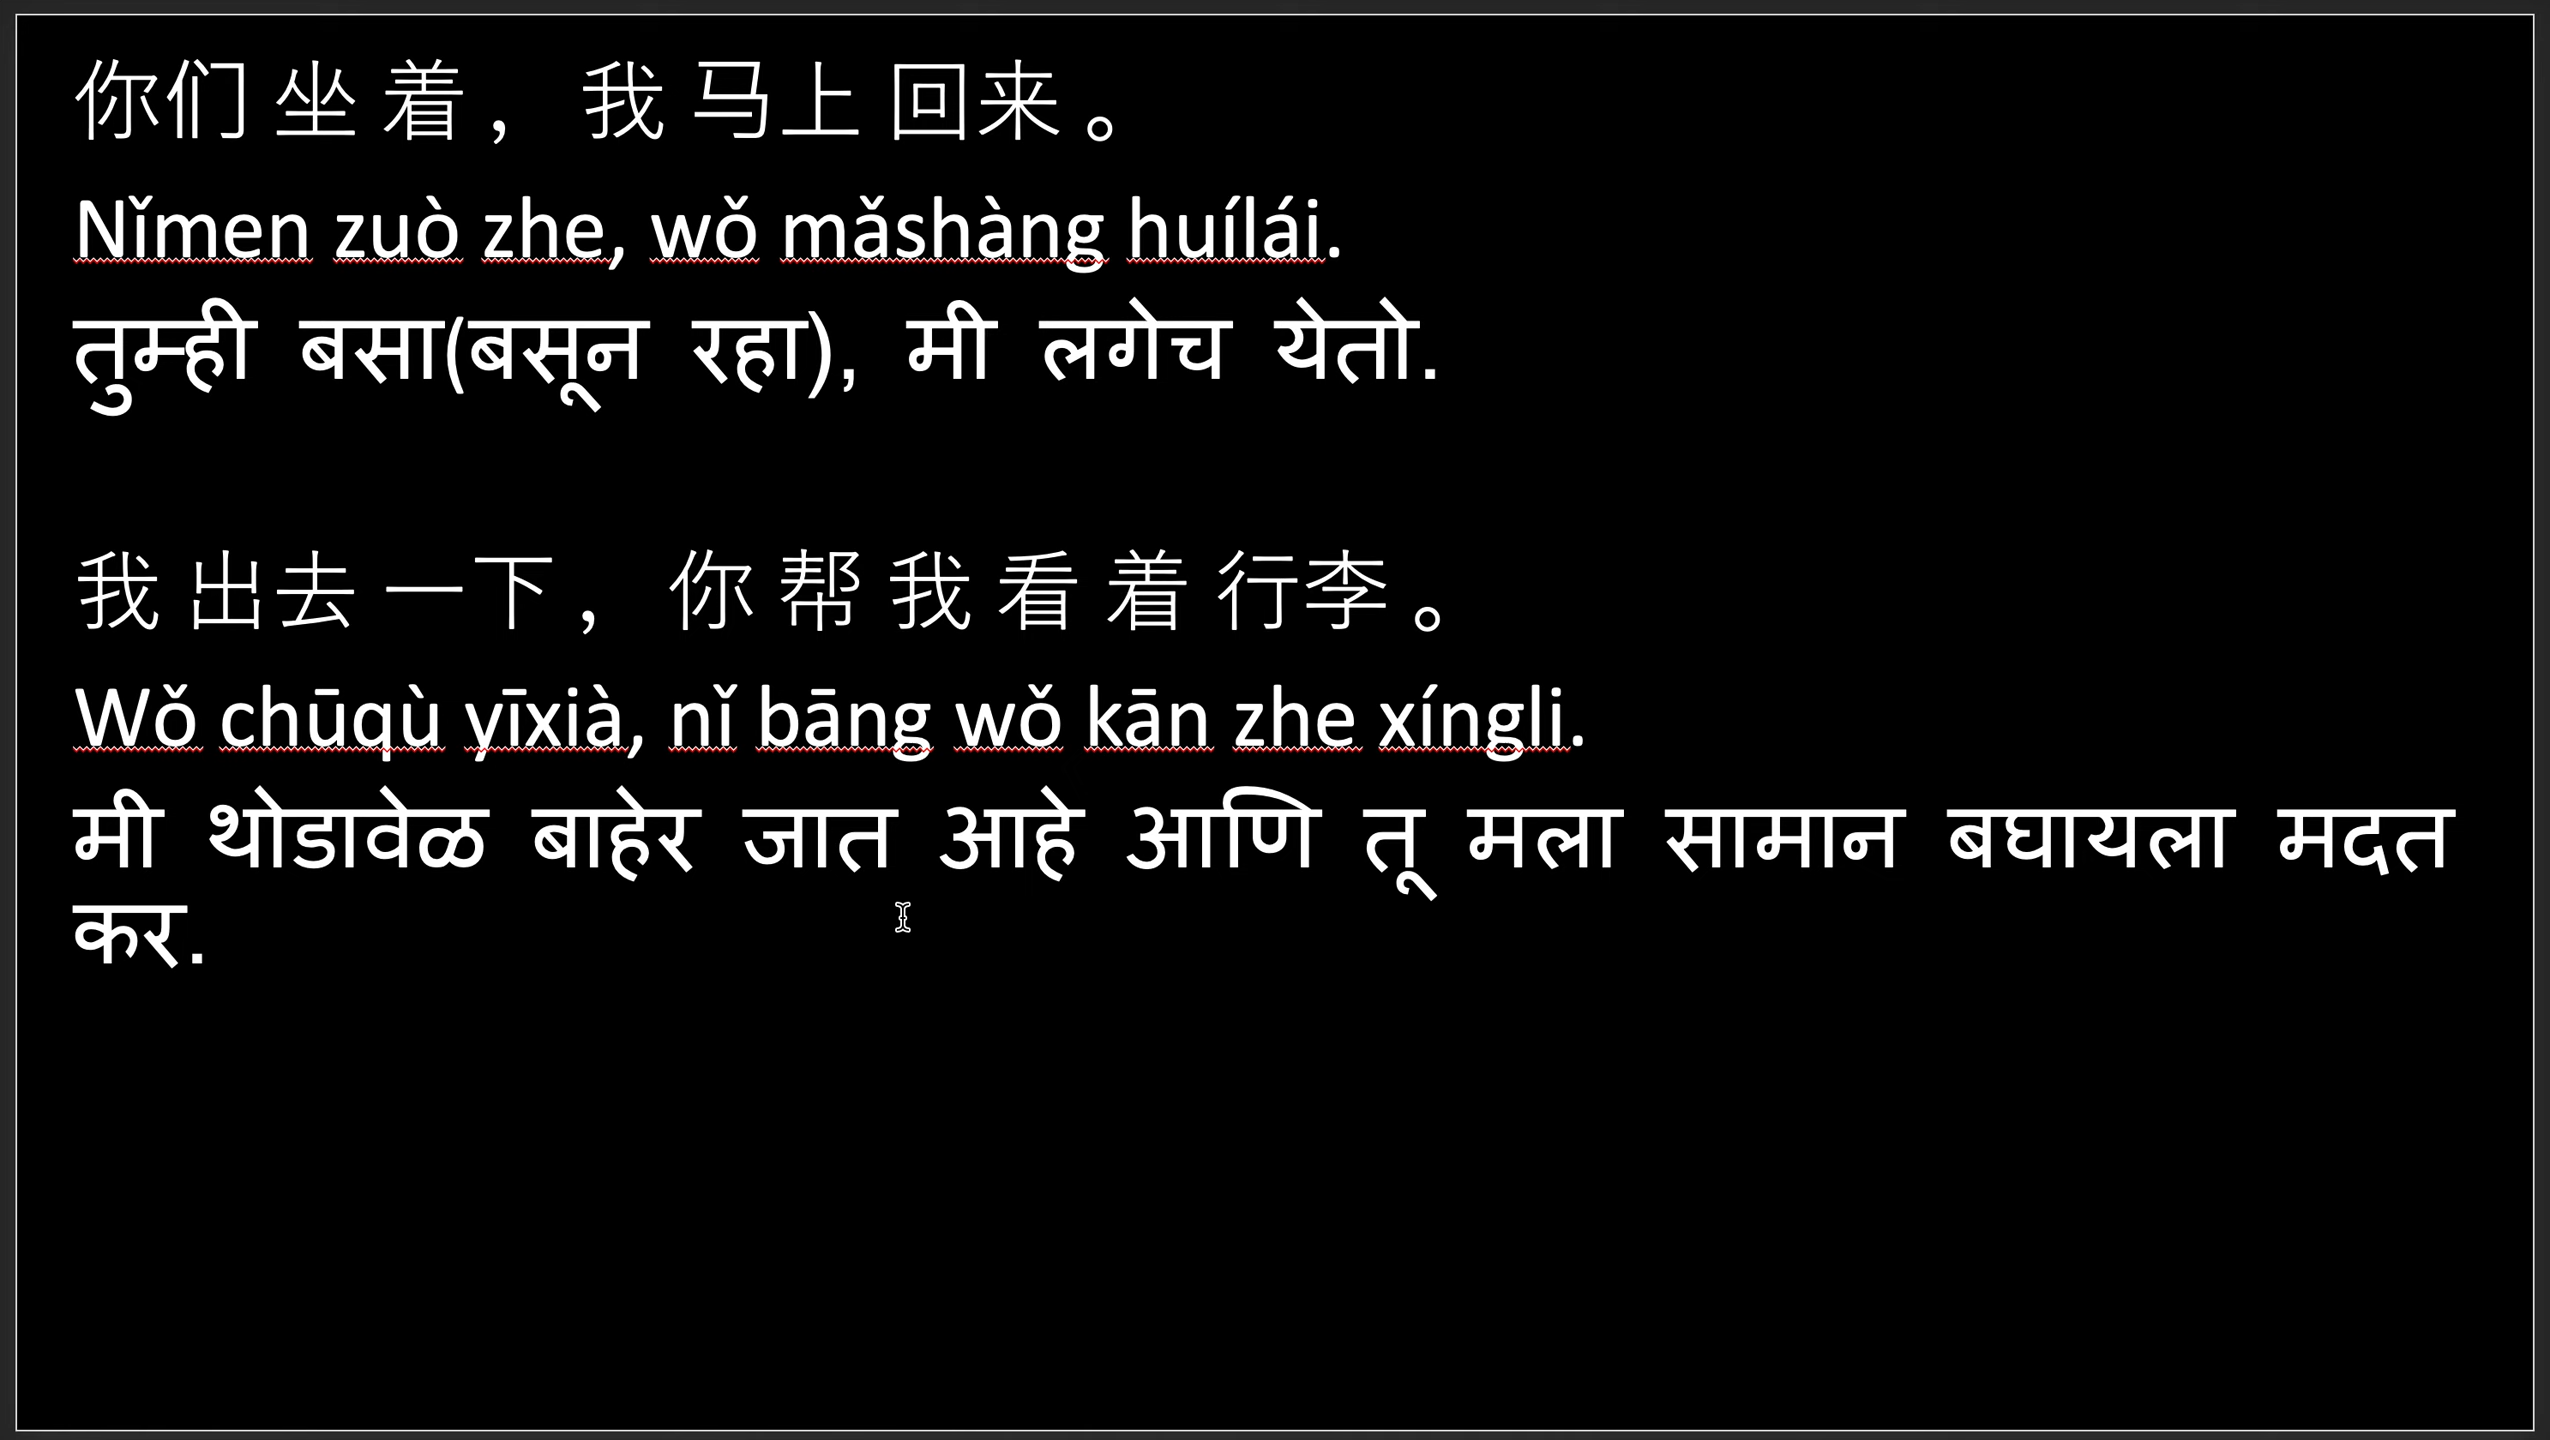 你们 坐 着 ， 我 马上 回来 。
Nǐmen zuò zhe, wǒ mǎshàng huílái.
तुम्ही बसा(बसून रहा), मी लगेच येतो.
我 出去 一下 ， 你 帮 我 看 着 行李 。
Wǒ chūqù yīxià, nǐ bāng wǒ kān zhe xíngli.
मी थोडावेळ बाहेर जात आहे आणि तू मला सामान बघायला मदत
कर.